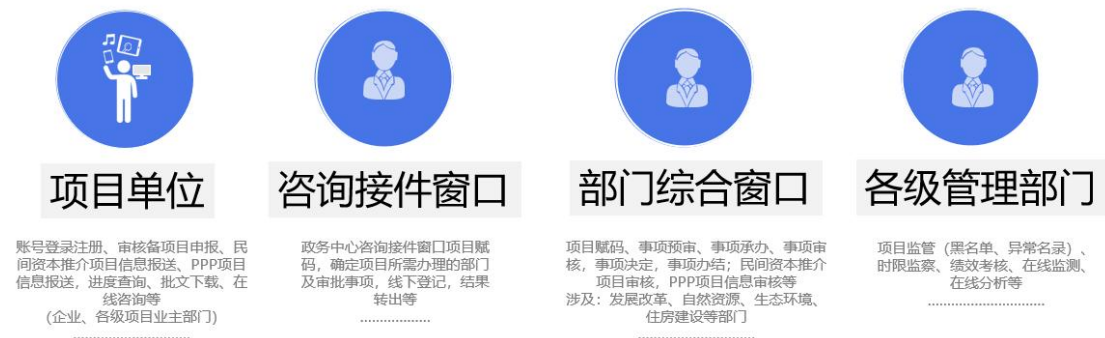 项目单位
账号登录注册、审核备项目申报、民
间资本推介项目信息报送、PPP项目
信息报送，进度查询、批文下载、在
线咨询等
(企业、各级项目业主部门)
............................
咨询接件窗口
政务中心咨询接件窗口项目赋
码，确定项目所需办理的部门
及审批事项，线下登记，结果
转出等
.................
部门综合窗口
项目赋码、事项预审、事项承办、事项审
核，事项决定，事项办结；民间资本推介
项目审核，PPP项目信息审核等
涉及：发展改革、自然资源、生态环境、
住房建设等部门
............................
各级管理部门
项目监管（黑名单、异常名录）、
时限监察、绩效考核、在线监测、
在线分析等
............................